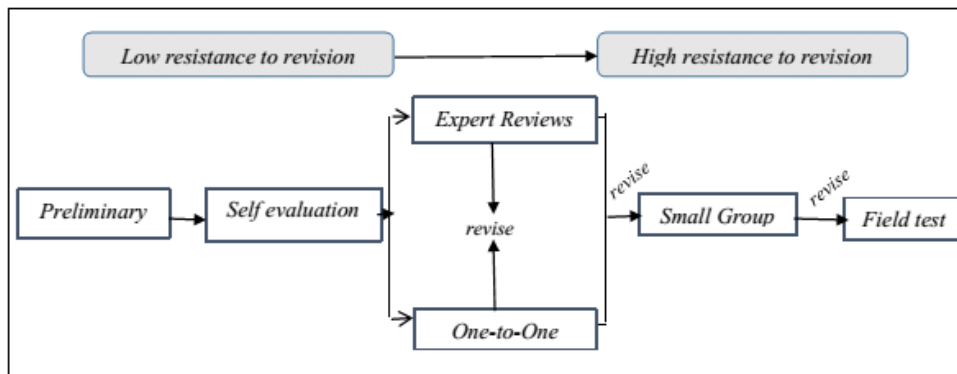 Low resistance to revision
High resistance to revision
Expert Reviews
Preliminary
Self evaluation
revise
One-to-One
revise
Small Group
revise
Field test